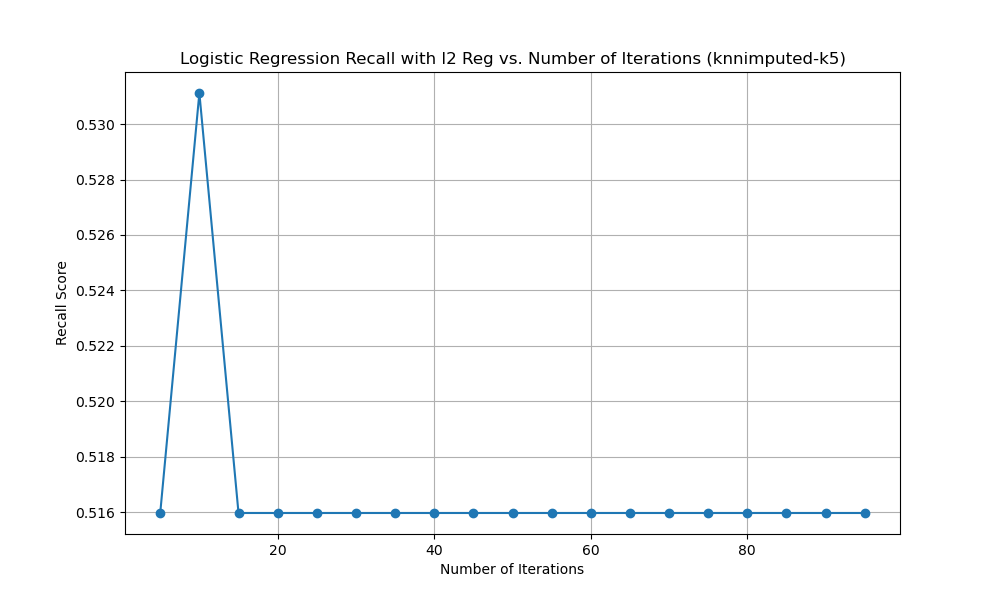 Logistic Regression Recall with l2 Reg vs. Number of Iterations (knnimputed-k5)
Recall Score
0.530
0.528
0.526
0.524
0.522
0.520
0.518
0.516
20 40 60 80
Number of Iterations